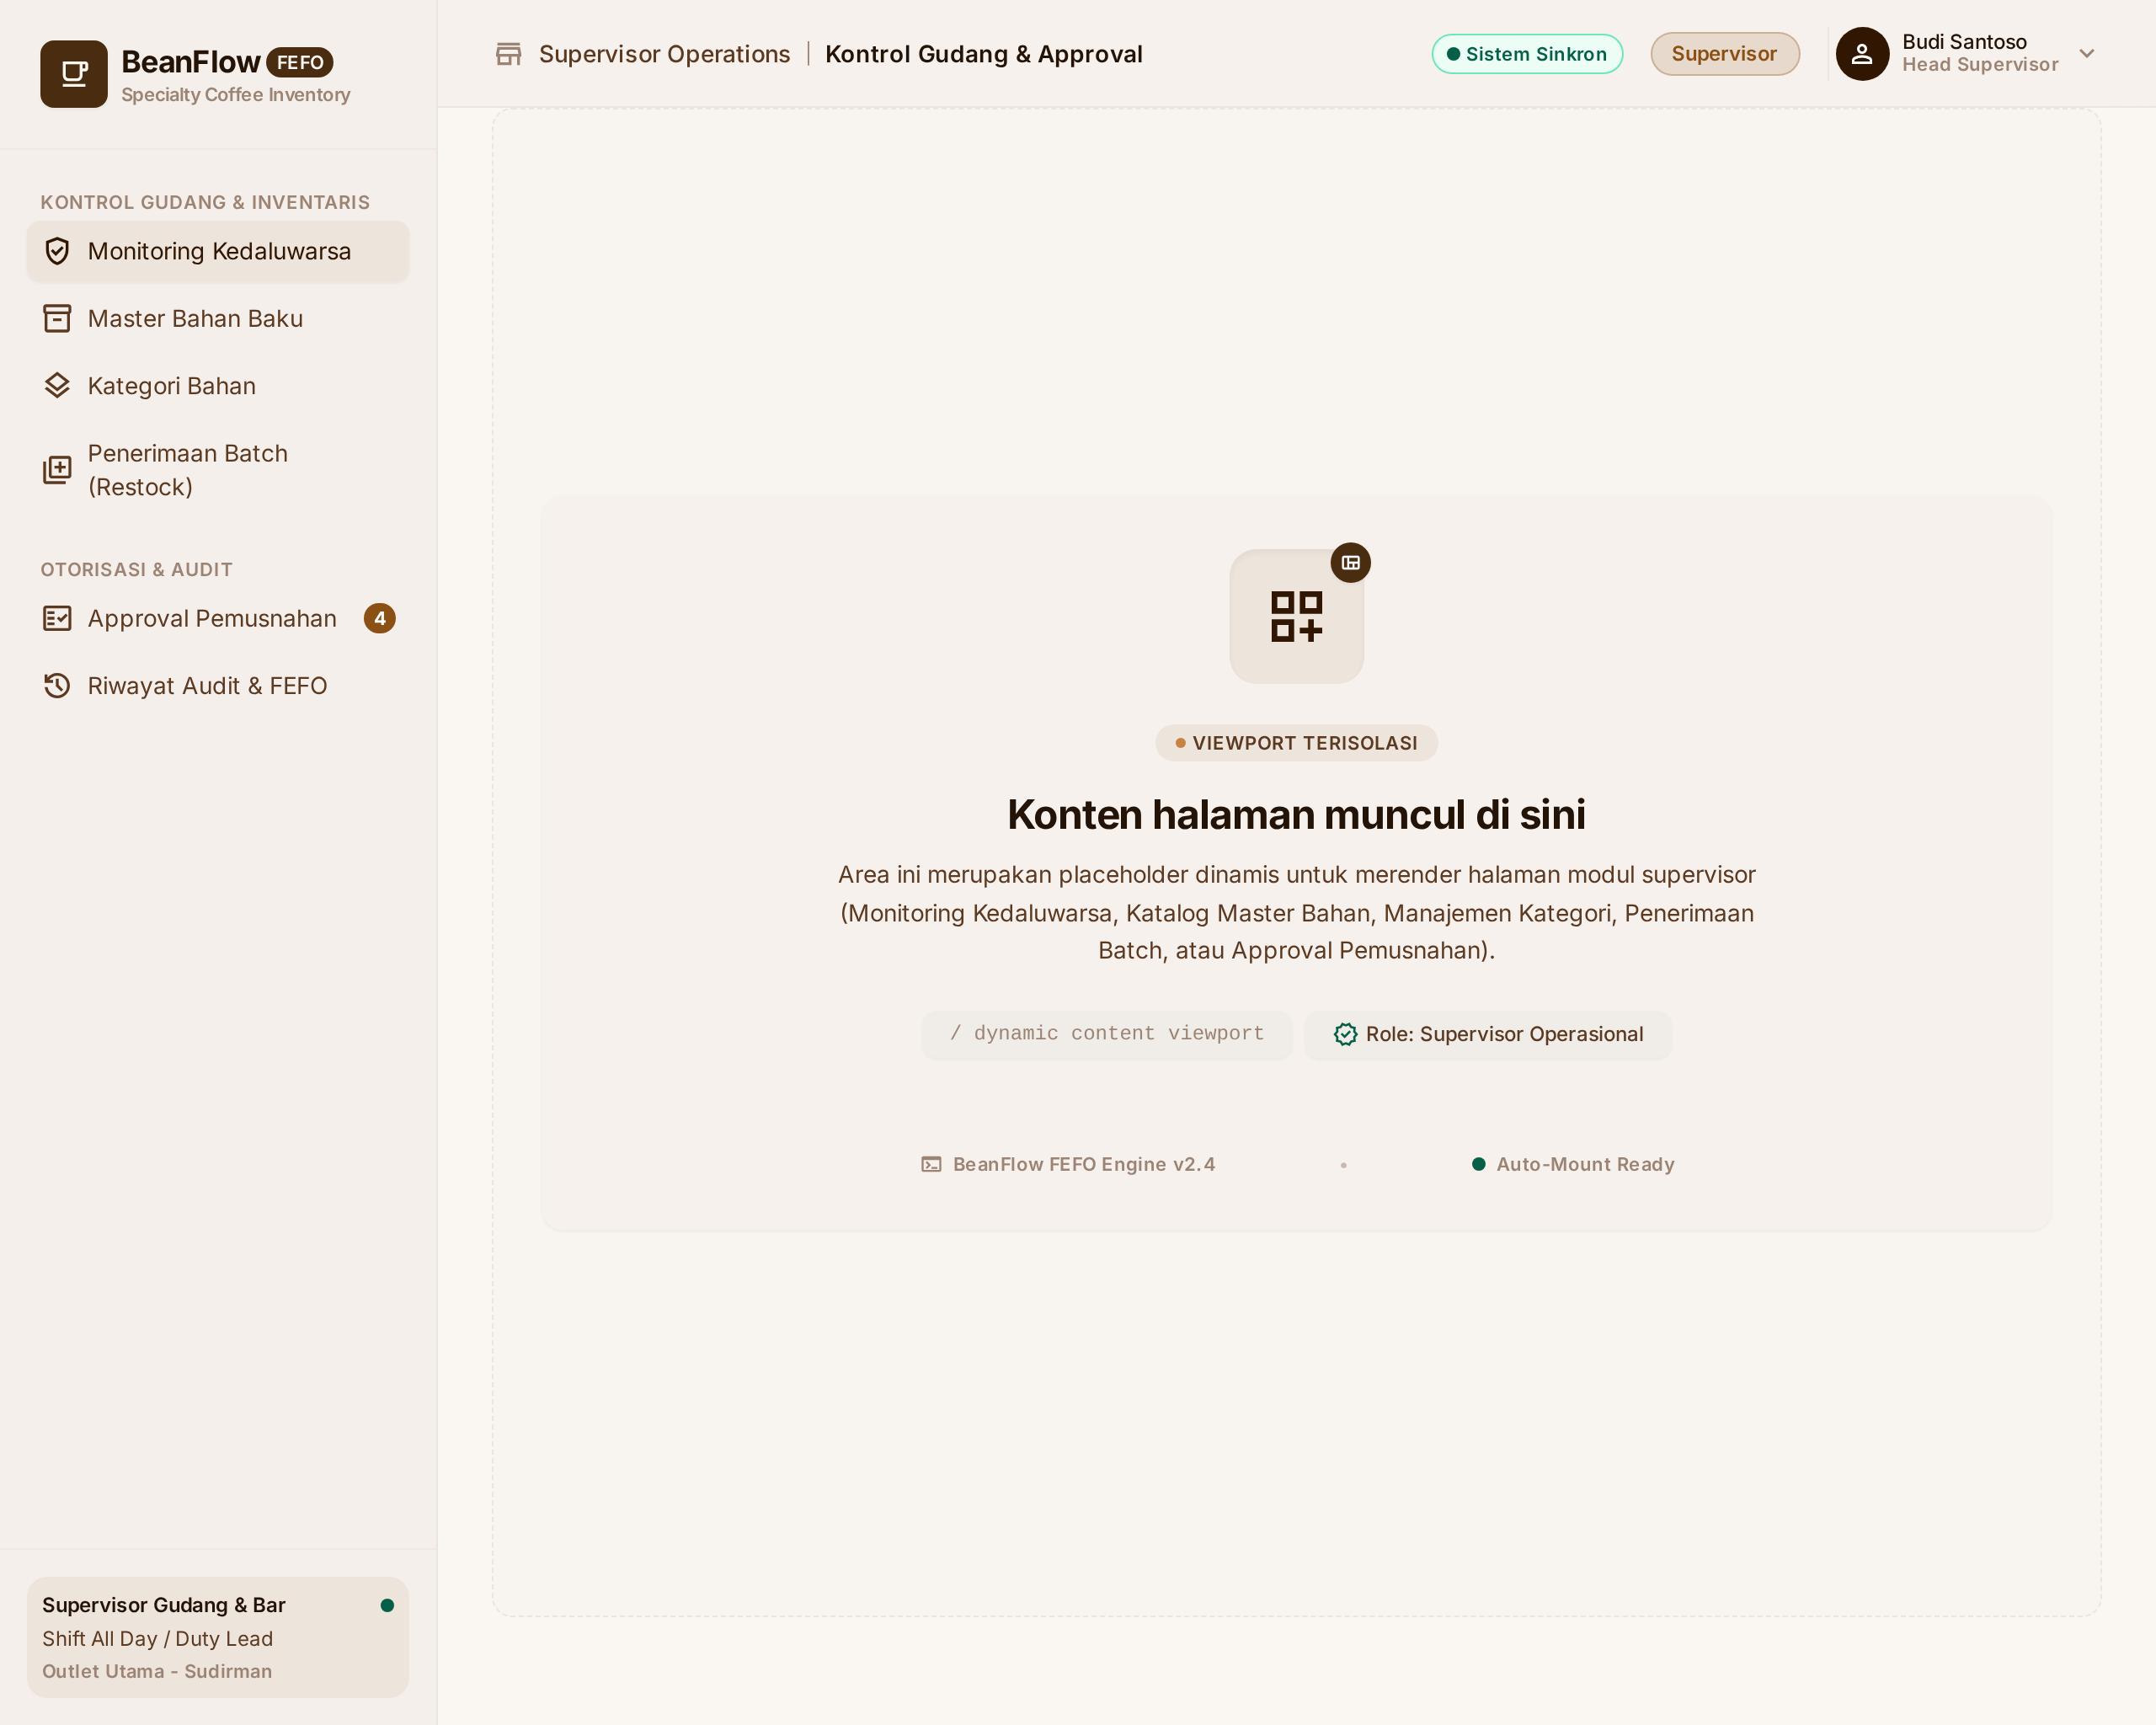 BeanFlow FEFO
Specialty Coffee Inventory
KONTROL GUDANG & INVENTARIS
Monitoring Kedaluwarsa
Master Bahan Baku
Kategori Bahan
Penerimaan Batch
(Restock)
OTORISASI & AUDIT
Approval Pemusnahan 4
Riwayat Audit & FEFO
Supervisor Gudang & Bar
Shift All Day / Duty Lead
Outlet Utama - Sudirman
Supervisor Operations | Kontrol Gudang & Approval
Sistem Sinkron
Supervisor
Budi Santoso
Head Supervisor
VIEWPORT TERISOLASI
Konten halaman muncul di sini
Area ini merupakan placeholder dinamis untuk merender halaman modul supervisor
(Monitoring Kedaluwarsa, Katalog Master Bahan, Manajemen Kategori, Penerimaan
Batch, atau Approval Pemusnahan).
/ dynamic content viewport
Role: Supervisor Operasional
BeanFlow FEFO Engine v2.4 • Auto-Mount Ready